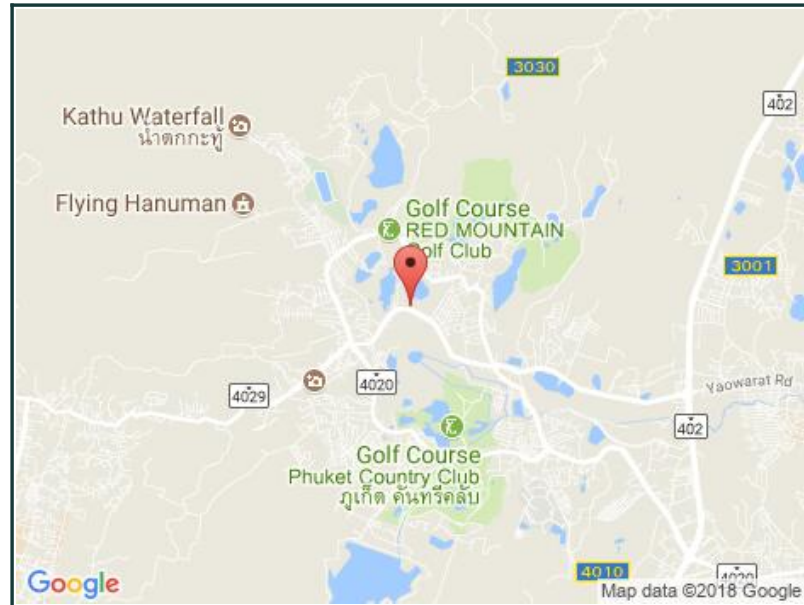 3030
402
Kathu Waterfall
น้ำตกกะทู้
Flying Hanuman
Golf Course
RED MOUNTAIN
Golf Club
3001
Yaowarat Rd
4029
4020
402
Golf Course
Phuket Country Club
ภูเก็ต คันทรีคลับ
4010
4020
Google
Map data ©2018 Google